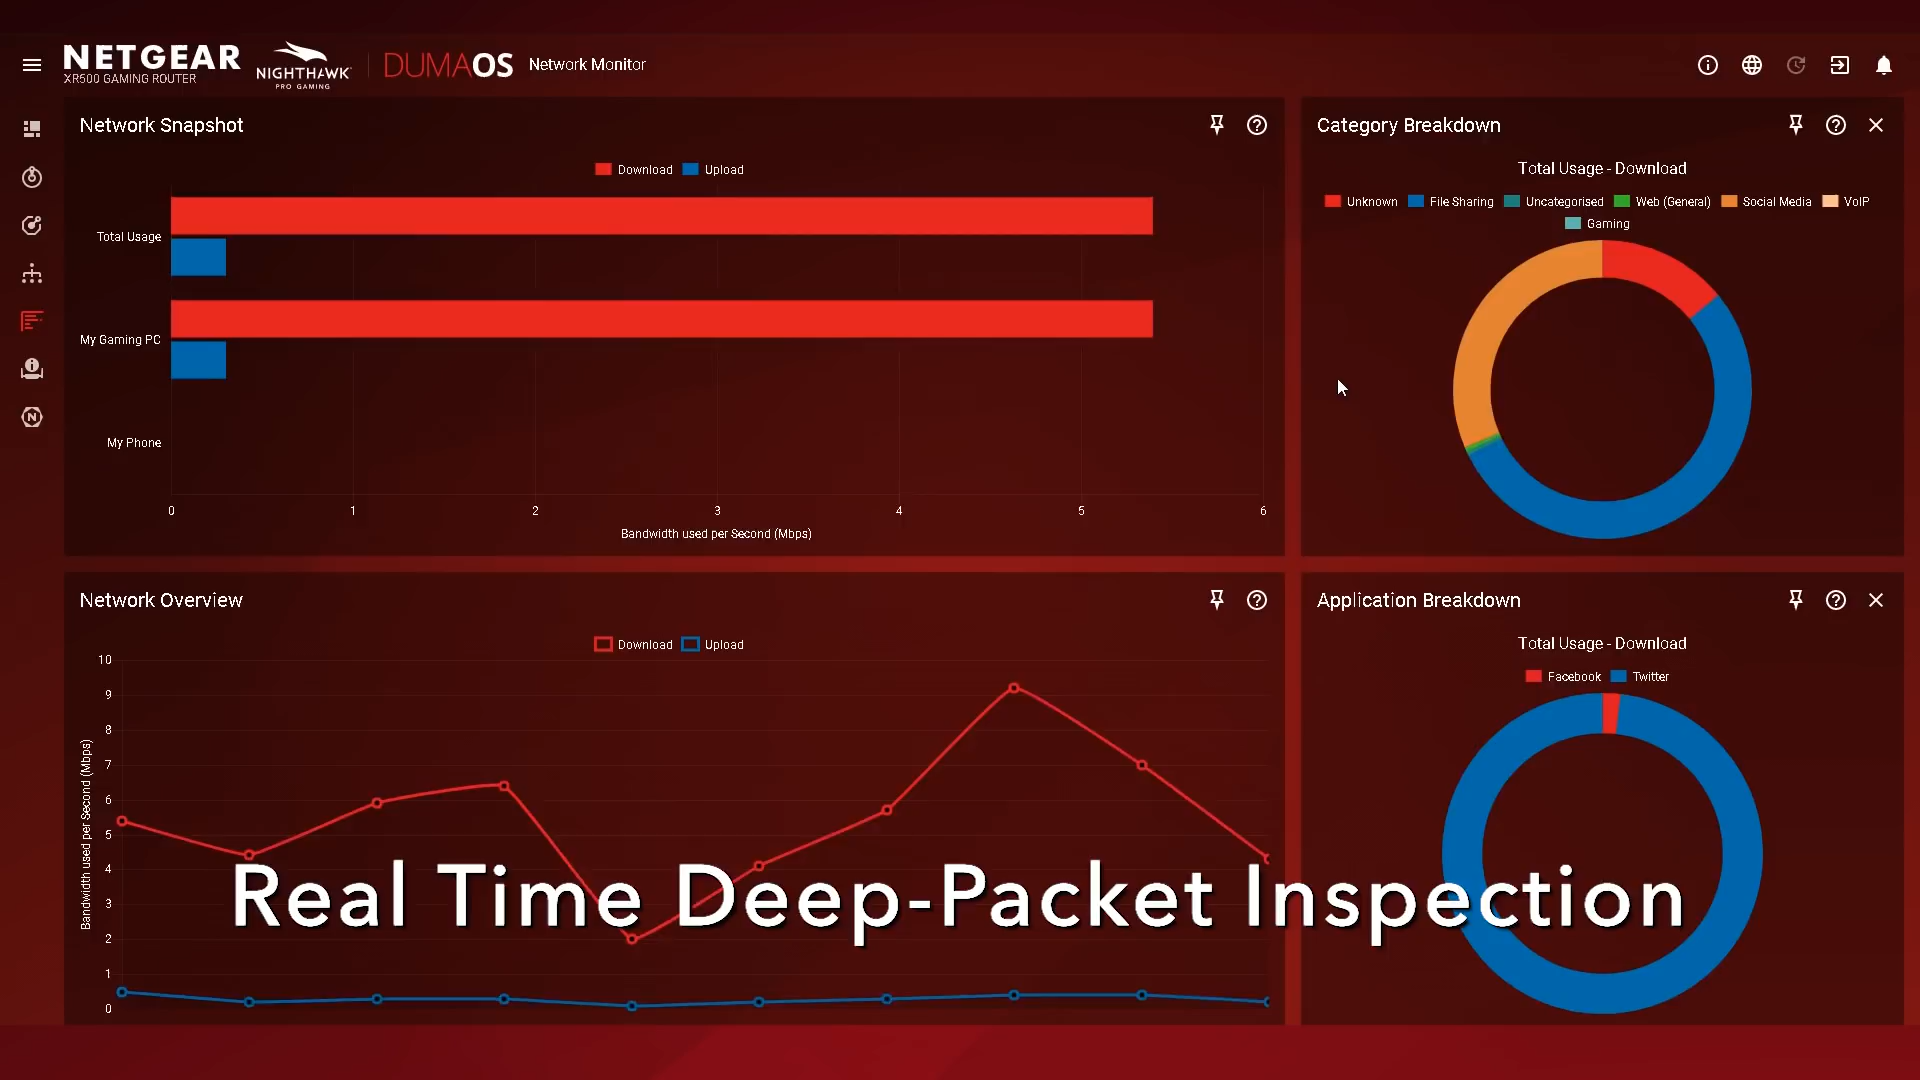 NETGEAR
XR500 GAMING ROUTER
NIGHTHAWK
PRO GAMING
DUMAOS
Network Monitor
Network Snapshot
Download Upload
Total Usage
My Gaming PC
My Phone
0 1 2 3 4 5 6
Bandwidth used per Second (Mbps)
Category Breakdown
Total Usage - Download
Unknown File Sharing Uncategorised Web (General) Social Media VoIP
Gaming
N
Network Overview
Download Upload
Bandwidth used per Second (Mbps)
10
9
8
7
6
5
4
3
2
1
0
Application Breakdown
Total Usage - Download
Facebook Twitter
Real Time Deep-Packet Inspection